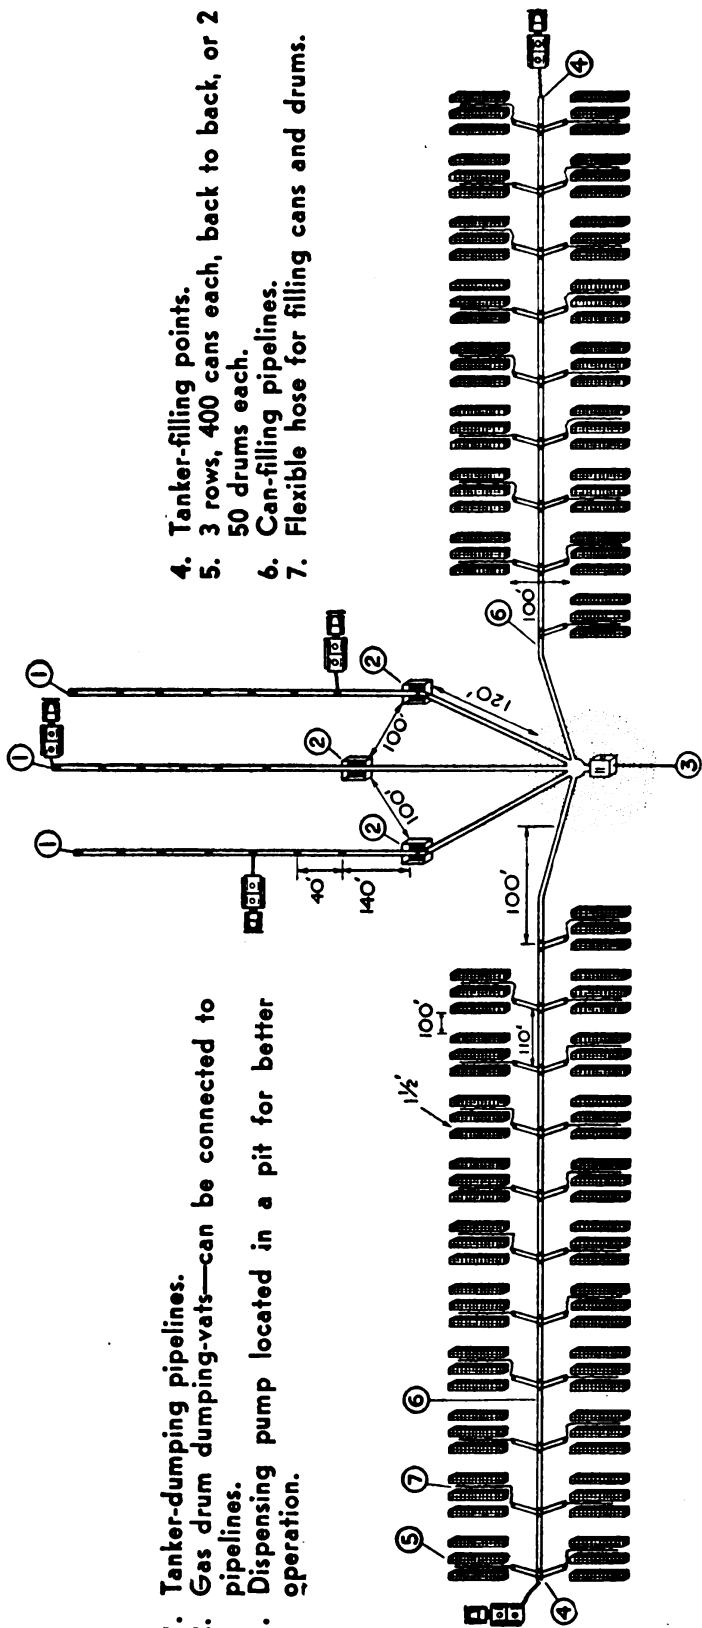 . Tanker-dumping pipelines.
. Gas drum dumping-vats—can be connected to
pipelines.
. Dispensing pump located in a pit for better
operation.
4. Tanker-filling points.
5. 3 rows, 400 cans each, back to back, or 2
50 drums each.
6. Can-filling pipelines.
7. Flexible hose for filling cans and drums.
1
1
1
40'
140'
2
2
2
100'
100'
120'
5
7
6
1½'
100'
110'
100'
6
100'
4
4
3